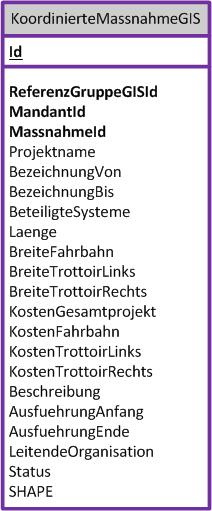 KoordinierteMassnahmeGIS
Id
ReferenzGruppeGISId
MandantId
MassnahmeId
Projektname
BezeichnungVon
BezeichnungBis
BeteiligteSysteme
Laenge
BreiteFahrbahn
BreiteTrottoirLinks
BreiteTrottoirRechts
KostenGesamtprojekt
KostenFahrbahn
KostenTrottoirLinks
KostenTrottoirRechts
Beschreibung
AusfuehrungAnfang
AusfuehrungEnde
LeitendeOrganisation
Status
SHAPE